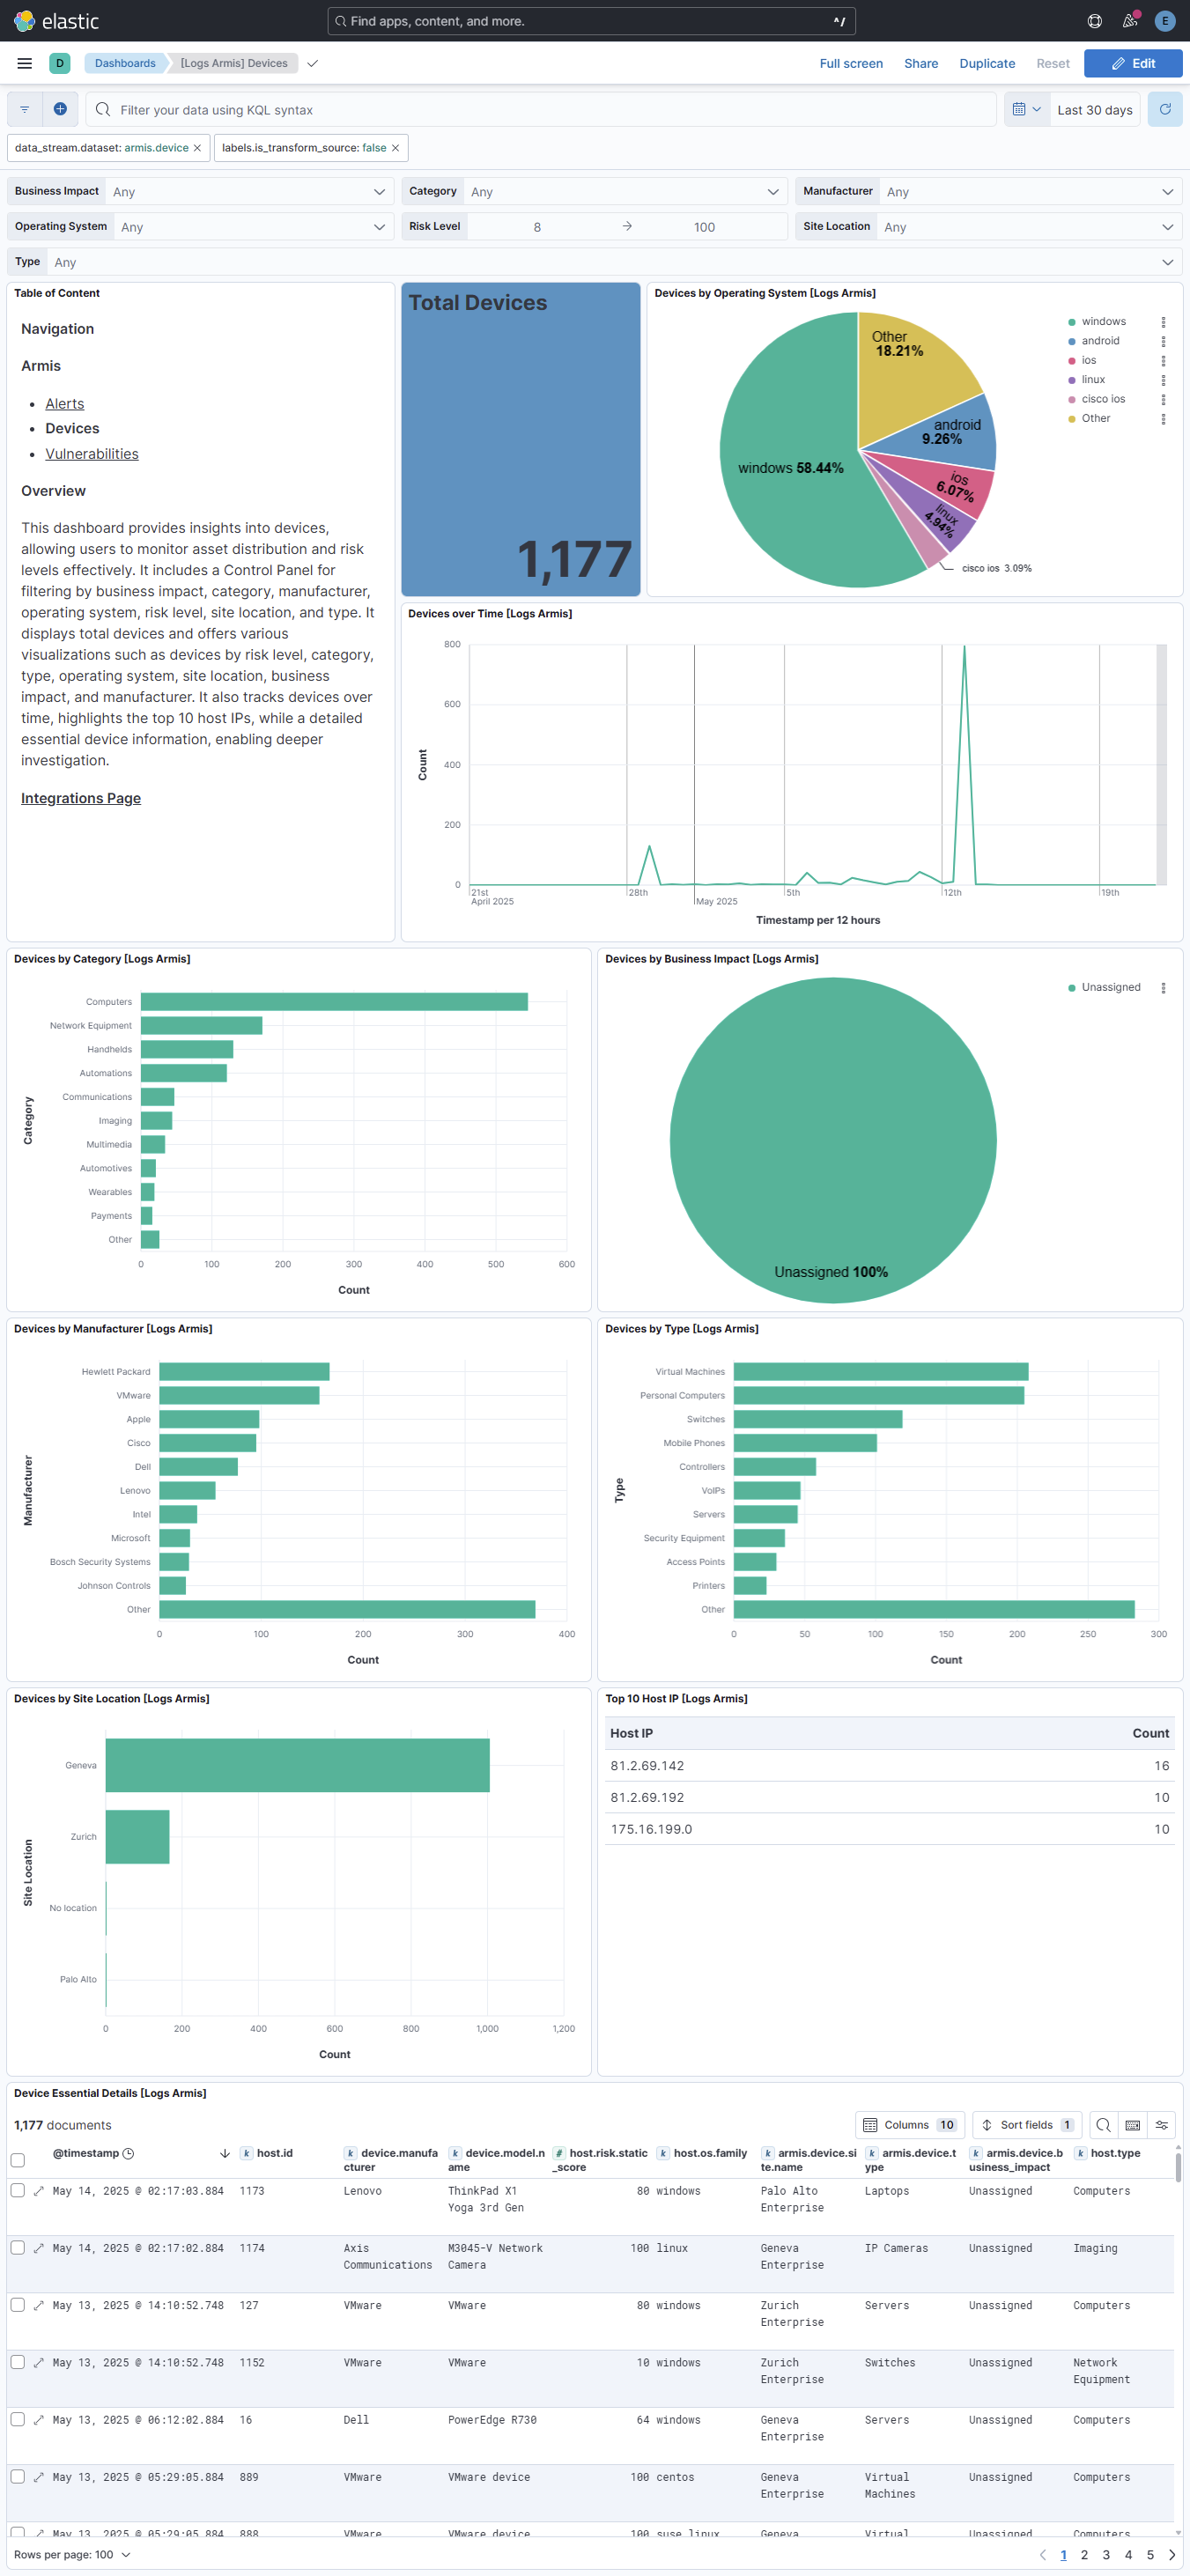 elastic
Find apps, content, and more.
^/
E
D
Dashboards
[Logs Armis] Devices
Full screen
Share
Duplicate
Reset
Edit
Filter your data using KQL syntax
Last 30 days
data_stream.dataset: armis.device ×
labels.is_transform_source: false ×
Business Impact Any
Category Any
Manufacturer Any
Operating System Any
Risk Level 8 → 100
Site Location Any
Type Any
Table of Content
Navigation
Armis
• Alerts
• Devices
• Vulnerabilities
Overview
This dashboard provides insights into devices,
allowing users to monitor asset distribution and risk
levels effectively. It includes a Control Panel for
filtering by business impact, category, manufacturer,
operating system, risk level, site location, and type. It
displays total devices and offers various
visualizations such as devices by risk level, category,
type, operating system, site location, business
impact, and manufacturer. It also tracks devices over
time, highlights the top 10 host IPs, while a detailed
essential device information, enabling deeper
investigation.
Integrations Page
Total Devices
1,177
Devices by Operating System [Logs Armis]
Other
18.21%
android
9.26%
ios
6.07%
linux
4.94%
cisco ios 3.09%
windows 58.44%
windows
android
ios
linux
cisco ios
Other
Devices over Time [Logs Armis]
Count
800
600
400
200
0
21st
April 2025
28th
May 2025
5th
12th
19th
Timestamp per 12 hours
Devices by Category [Logs Armis]
Category
Computers
Network Equipment
Handhelds
Automations
Communications
Imaging
Multimedia
Automotives
Wearables
Payments
Other
0 100 200 300 400 500 600
Count
Devices by Business Impact [Logs Armis]
Unassigned
Unassigned 100%
Devices by Manufacturer [Logs Armis]
Manufacturer
Hewlett Packard
VMware
Apple
Cisco
Dell
Lenovo
Intel
Microsoft
Bosch Security Systems
Johnson Controls
Other
0 100 200 300 400
Count
Devices by Type [Logs Armis]
Type
Virtual Machines
Personal Computers
Switches
Mobile Phones
Controllers
VoIPs
Servers
Security Equipment
Access Points
Printers
Other
0 50 100 150 200 250 300
Count
Devices by Site Location [Logs Armis]
Site Location
Geneva
Zurich
No location
Palo Alto
0 200 400 600 800 1,000 1,200
Count
Top 10 Host IP [Logs Armis]
Host IP Count
81.2.69.142 16
81.2.69.192 10
175.16.199.0 10
Device Essential Details [Logs Armis]
1,177 documents
Columns 10
Sort fields 1
@timestamp ↓ k host.id k device.manufa k device.model.n # host.risk.static k host.os.family k armis.device.si k armis.device.t k armis.device.b k host.type
cturer ame _score te.name ype usiness_impact
May 14, 2025 @ 02:17:03.884 1173 Lenovo ThinkPad X1 80 windows Palo Alto Laptops Unassigned Computers
Yoga 3rd Gen Enterprise
May 14, 2025 @ 02:17:02.884 1174 Axis M3045-V Network 100 linux Geneva IP Cameras Unassigned Imaging
Communications Camera Enterprise
May 13, 2025 @ 14:10:52.748 127 VMware VMware 80 windows Zurich Servers Unassigned Computers
Enterprise
May 13, 2025 @ 14:10:52.748 1152 VMware VMware 10 windows Zurich Switches Unassigned Network
Enterprise Equipment
May 13, 2025 @ 06:12:02.884 16 Dell PowerEdge R730 64 windows Geneva Servers Unassigned Computers
Enterprise
May 13, 2025 @ 05:29:05.884 889 VMware VMware device 100 centos Geneva Virtual Unassigned Computers
Enterprise Machines
May 13, 2025 @ 05:29:05.884 888 VMware VMware device 100 suse linux Geneva Virtual Unassigned Computers
Rows per page: 100
1 2 3 4 5